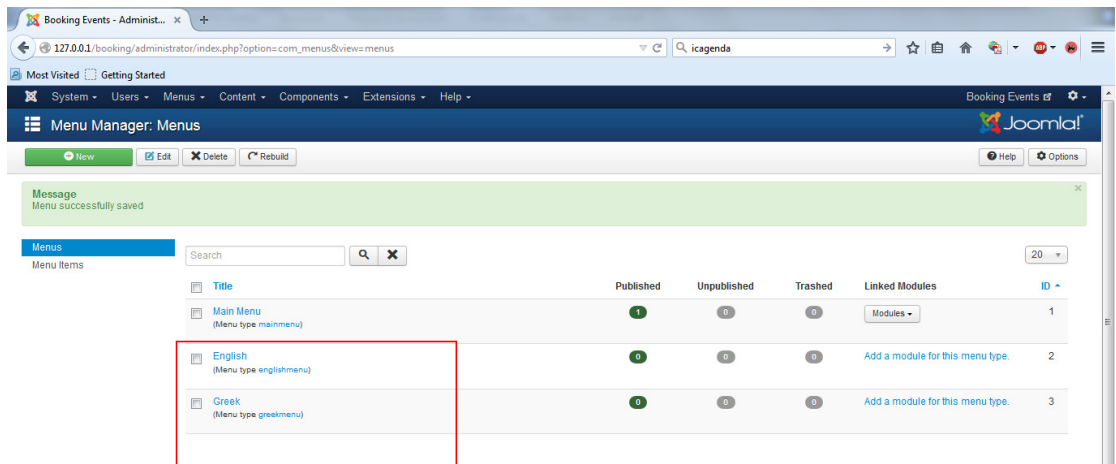 Booking Events - Administ... × +
127.0.0.1/booking/administrator/index.php?option=com_menus&view=menus icagenda
Most Visited Getting Started
System Users Menus Content Components Extensions Help Booking Events
Menu Manager: Menus Joomla!
New Edit Delete Rebuild Help Options
Message
Menu successfully saved
Menus
Menu Items
Search 20
Title Published Unpublished Trashed Linked Modules ID
Main Menu 1 0 0 Modules 1
(Menu type mainmenu)
English 0 0 0 Add a module for this menu type. 2
(Menu type englishmenu)
Greek 0 0 0 Add a module for this menu type. 3
(Menu type greekmenu)